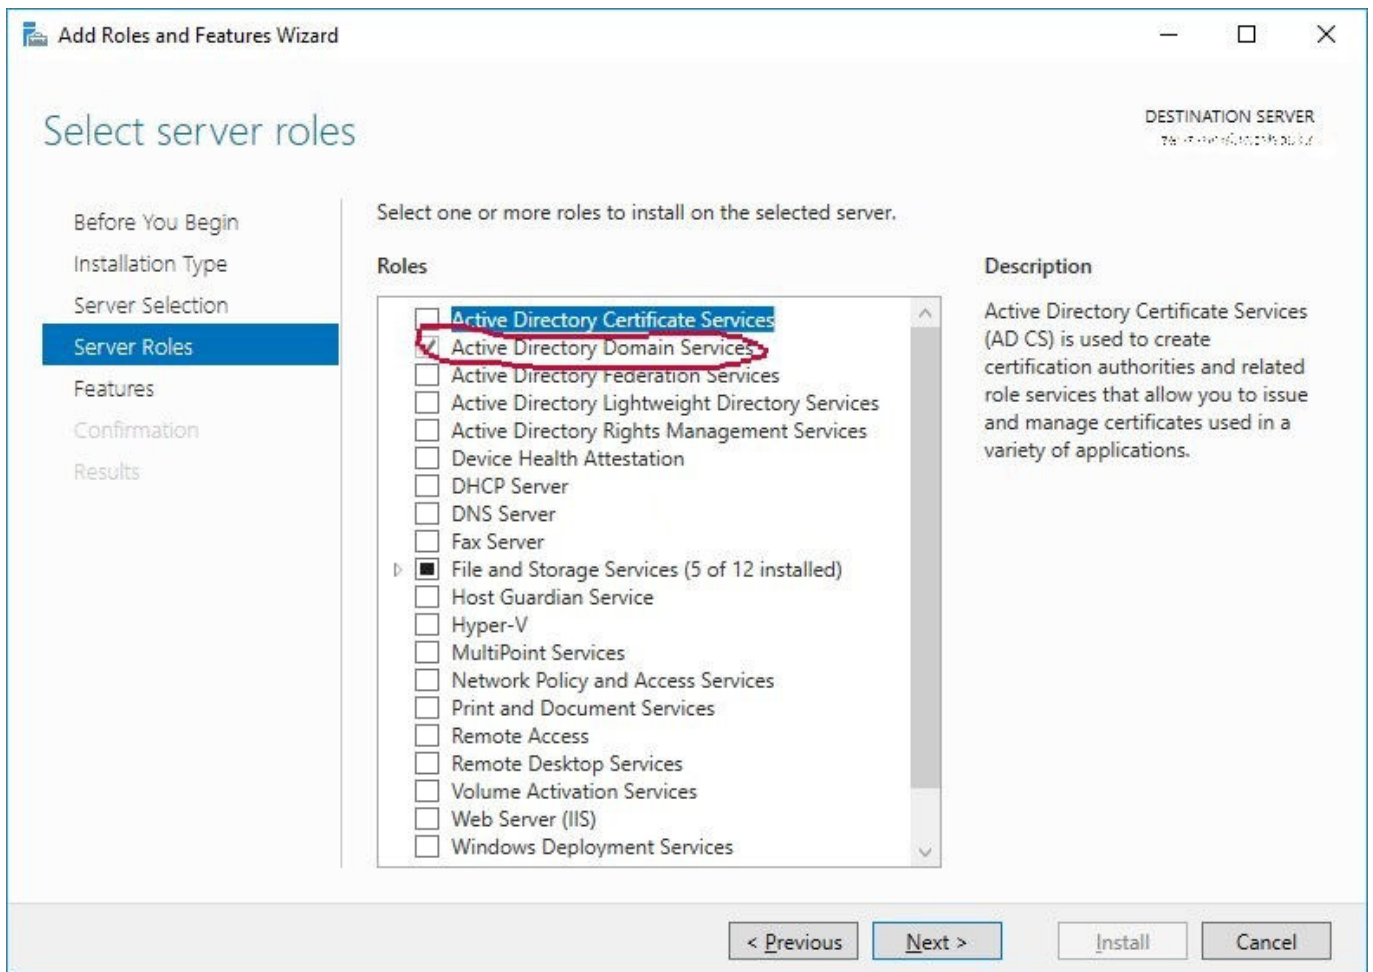 Add Roles and Features Wizard
Select server roles
DESTINATION SERVER
Before You Begin
Installation Type
Server Selection
Server Roles
Features
Confirmation
Results
Select one or more roles to install on the selected server.
Roles
Active Directory Certificate Services
Active Directory Domain Services
Active Directory Federation Services
Active Directory Lightweight Directory Services
Active Directory Rights Management Services
Device Health Attestation
DHCP Server
DNS Server
Fax Server
File and Storage Services (5 of 12 installed)
Host Guardian Service
Hyper-V
MultiPoint Services
Network Policy and Access Services
Print and Document Services
Remote Access
Remote Desktop Services
Volume Activation Services
Web Server (IIS)
Windows Deployment Services
Description
Active Directory Certificate Services
(AD CS) is used to create
certification authorities and related
role services that allow you to issue
and manage certificates used in a
variety of applications.
< Previous
Next >
Install
Cancel